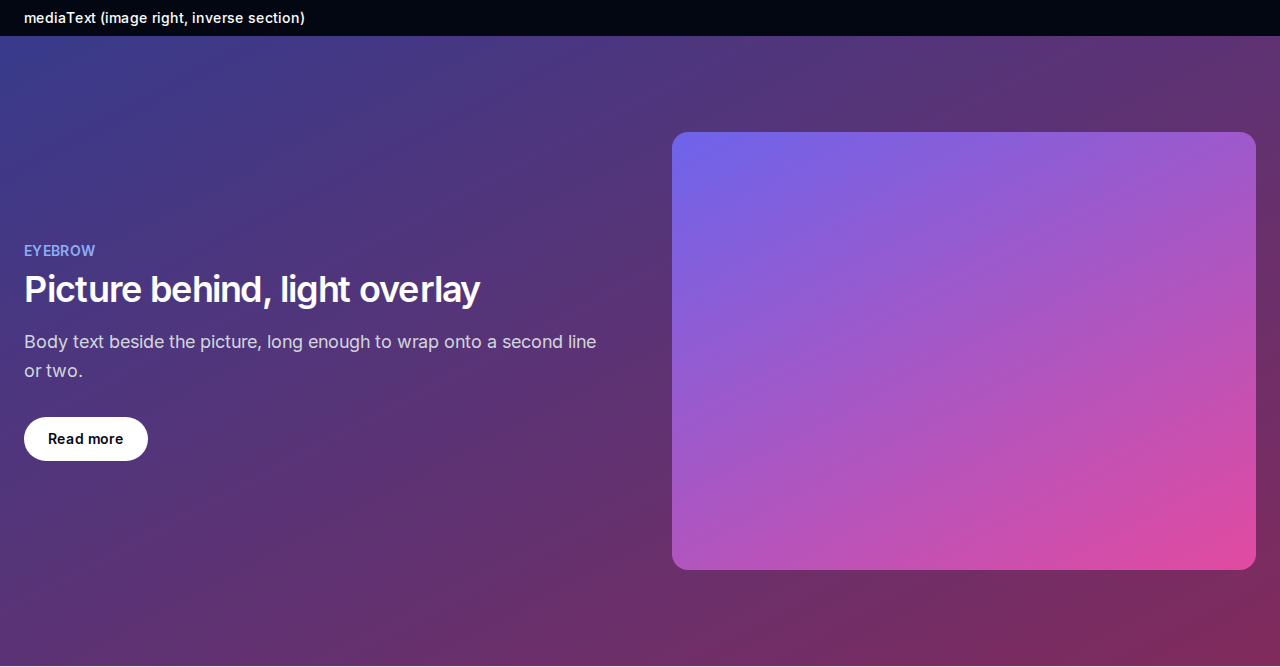 mediaText (image right, inverse section)
EYEBROW
Picture behind, light overlay
Body text beside the picture, long enough to wrap onto a second line
or two.
Read more